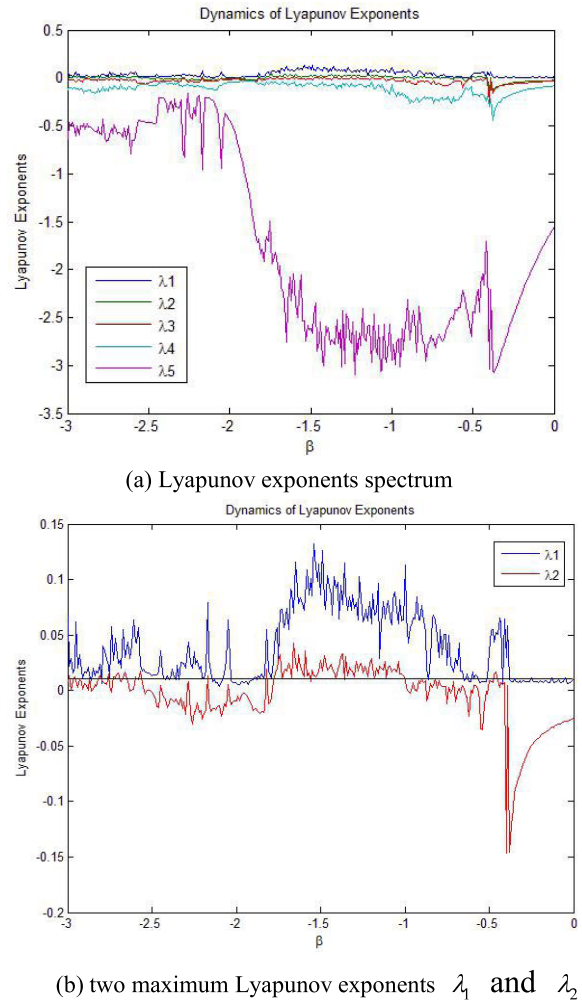 Dynamics of Lyapunov Exponents
0.5
0
-0.5
-1
-1.5
-2
-2.5
-3
-3.5
Lyapunov Exponents
λ1
λ2
λ3
λ4
λ5
-3 -2.5 -2 -1.5 -1 -0.5 0
β
(a) Lyapunov exponents spectrum
Dynamics of Lyapunov Exponents
0.15
0.1
0.05
0
-0.05
-0.1
-0.15
-0.2
Lyapunov Exponents
λ1
λ2
-3 -2.5 -2 -1.5 -1 -0.5 0
β
(b) two maximum Lyapunov exponents λ₁ and λ₂